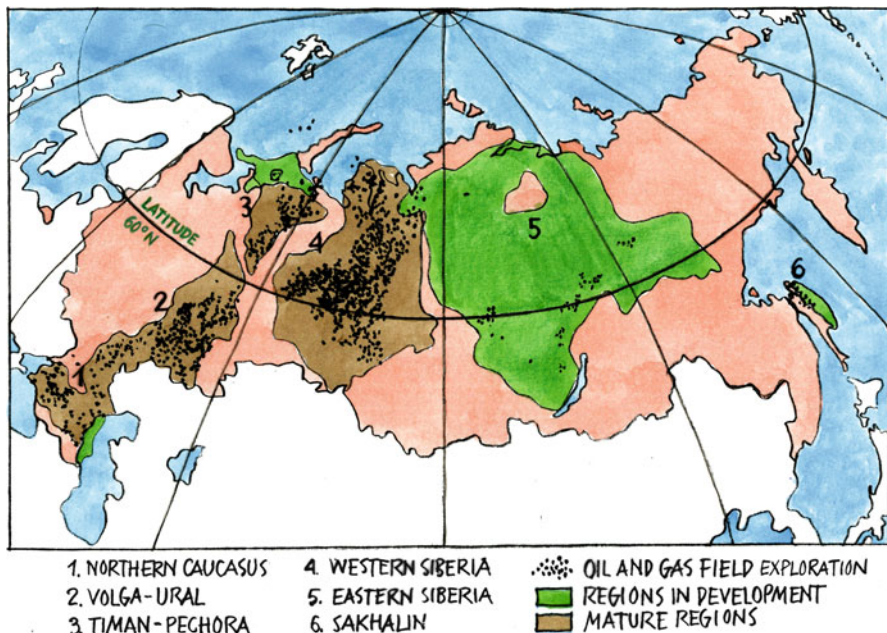 LATITUDE
60°N
1
2
3
4
5
6
1. NORTHERN CAUCASUS
2. VOLGA-URAL
3. TIMAN-PECHORA
4. WESTERN SIBERIA
5. EASTERN SIBERIA
6. SAKHALIN
OIL AND GAS FIELD EXPLORATION
REGIONS IN DEVELOPMENT
MATURE REGIONS